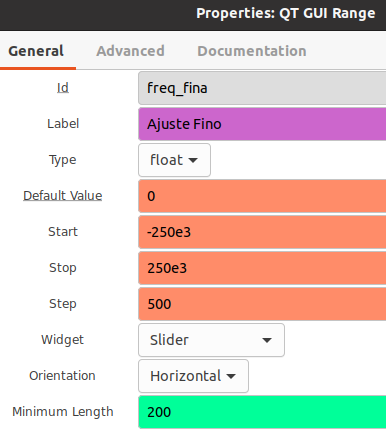 Properties: QT GUI Range
General Advanced Documentation
Id freq_fina
Label Ajuste Fino
Type float
Default Value 0
Start -250e3
Stop 250e3
Step 500
Widget Slider
Orientation Horizontal
Minimum Length 200